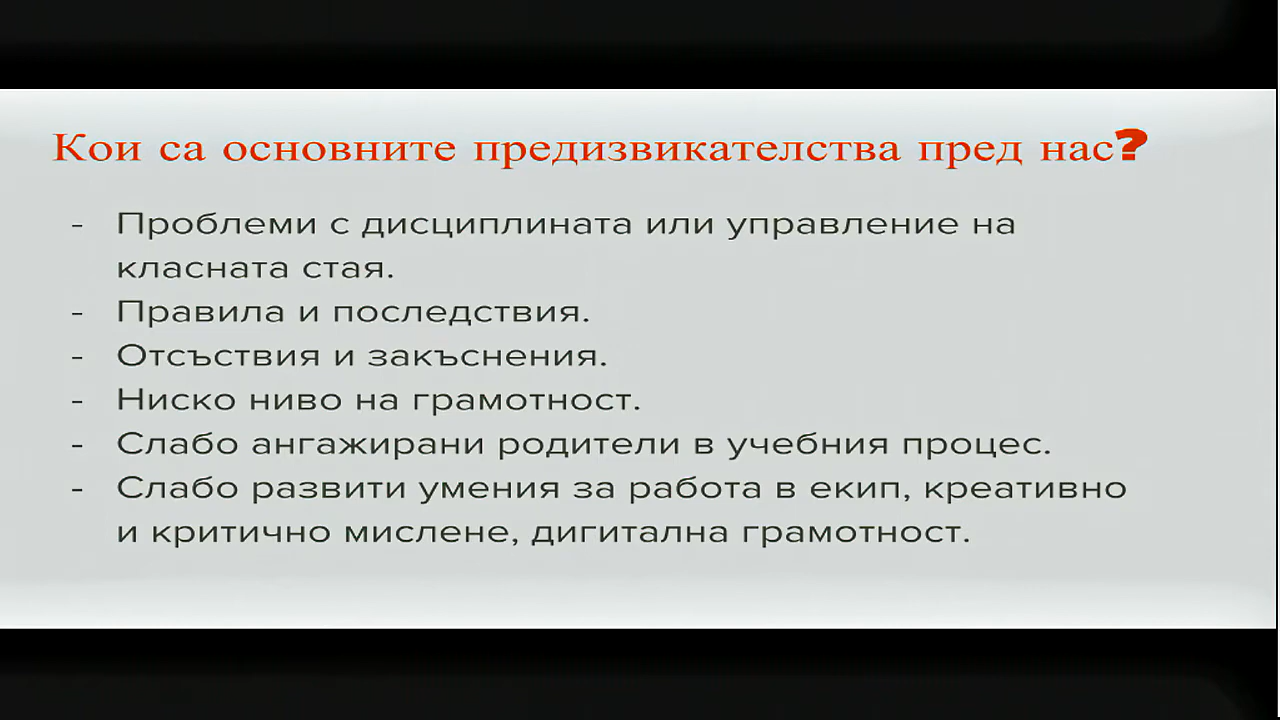 Кои са основните предизвикателства пред нас?
- Проблеми с дисциплината или управление на
класната стая.
- Правила и последствия.
- Отсъствия и закъснения.
- Ниско ниво на грамотност.
- Слабо ангажирани родители в учебния процес.
- Слабо развити умения за работа в екип, креативно
и критично мислене, дигитална грамотност.